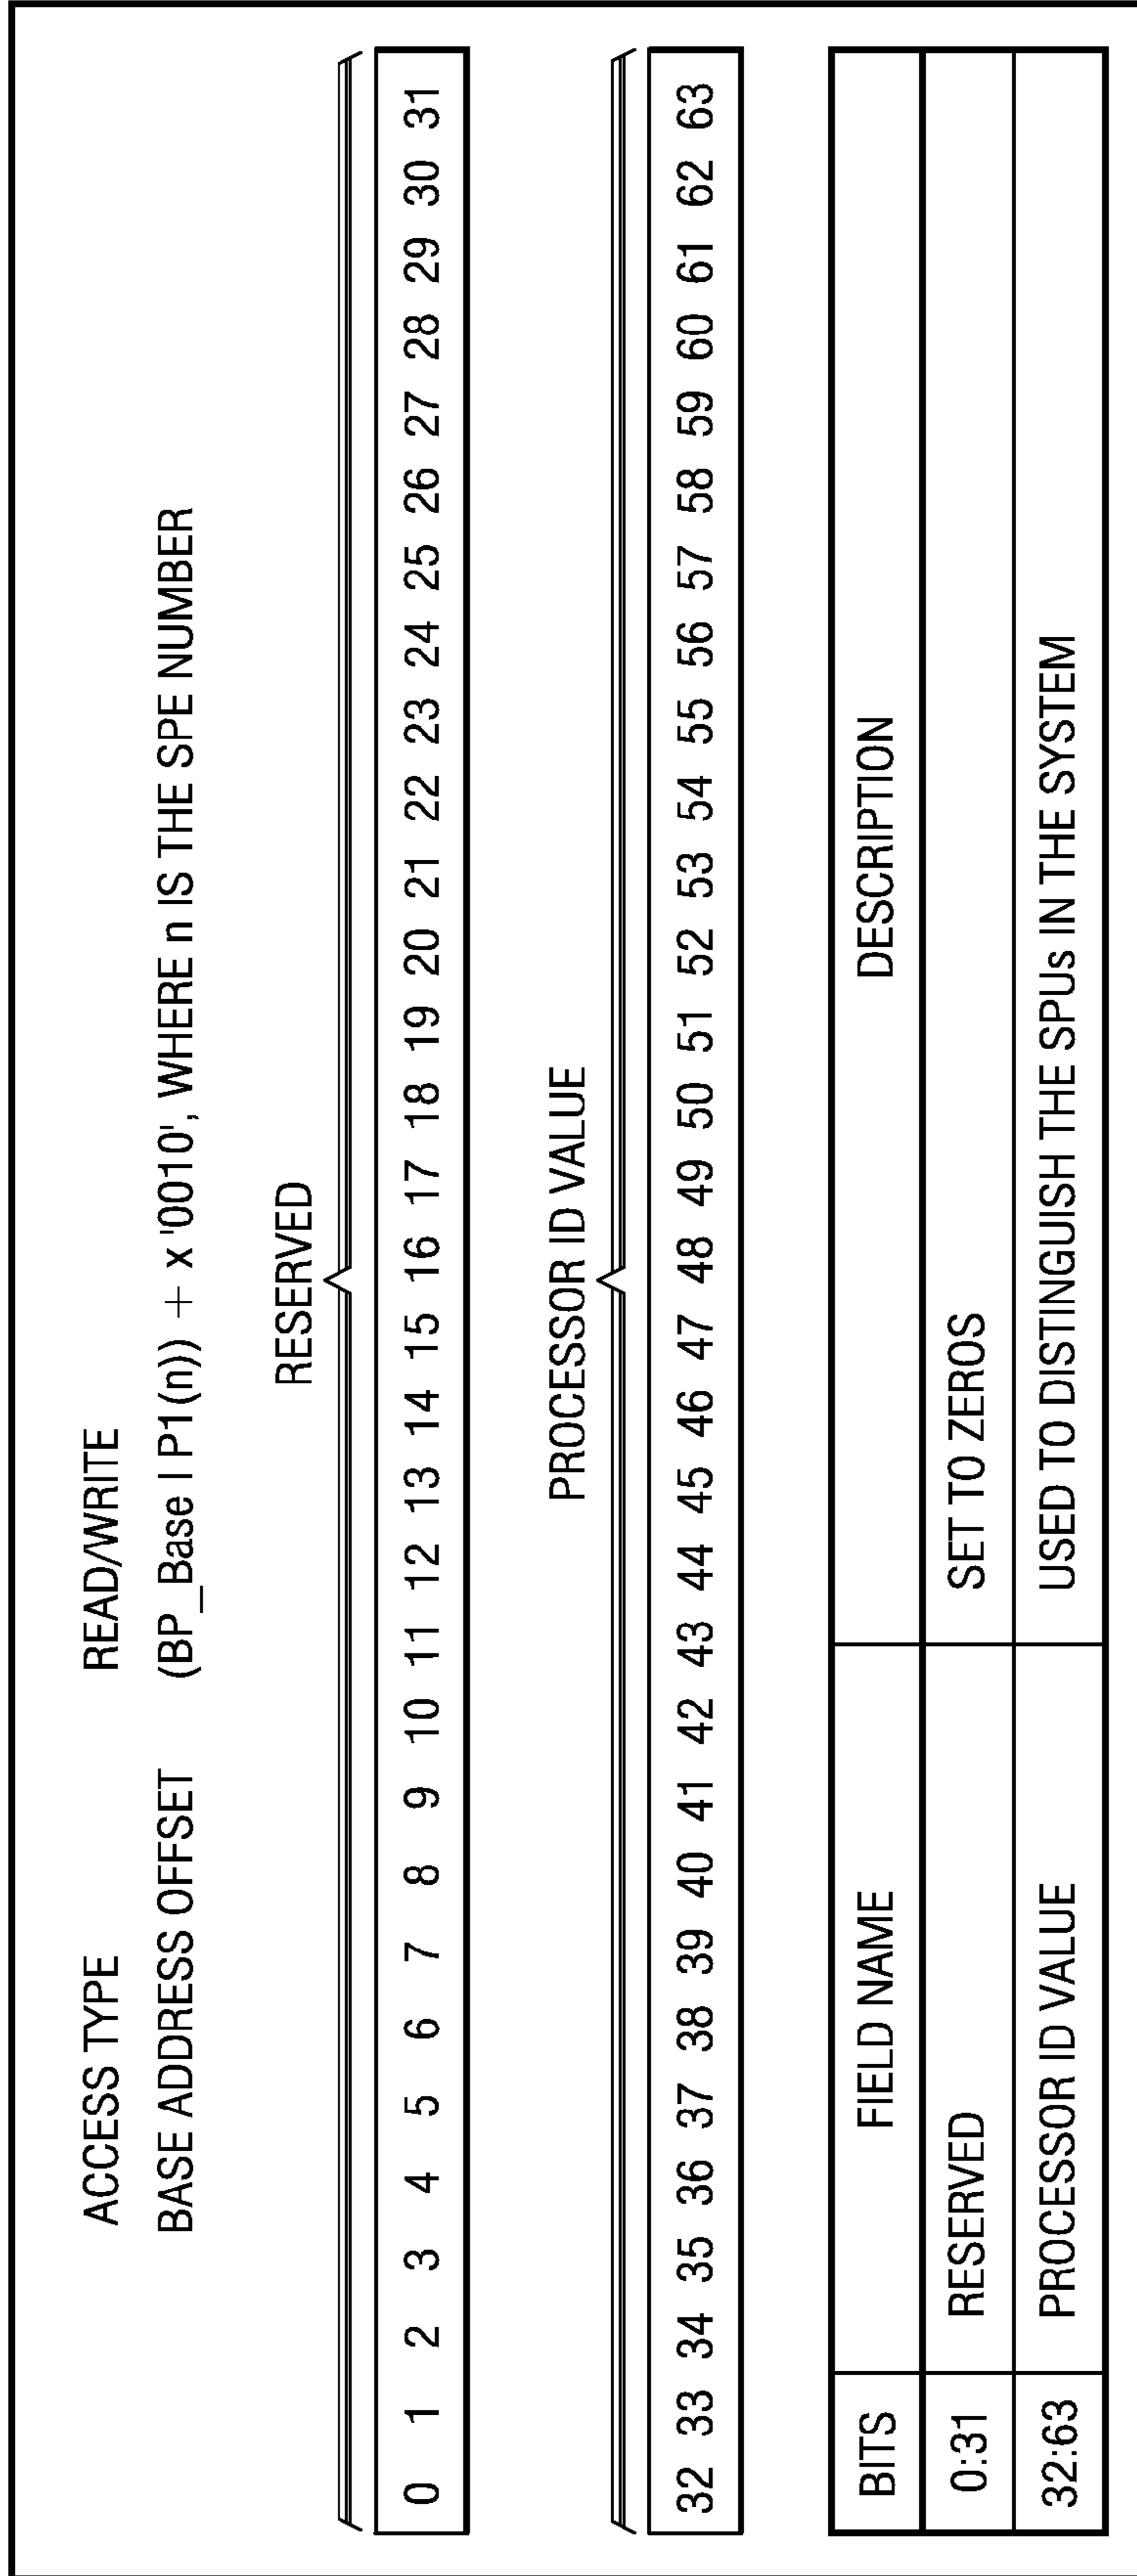 ACCESS TYPE READ/WRITE
BASE ADDRESS OFFSET (BP_Base | P1(n)) + x '0010', WHERE n IS THE SPE NUMBER
RESERVED
0 1 2 3 4 5 6 7 8 9 10 11 12 13 14 15 16 17 18 19 20 21 22 23 24 25 26 27 28 29 30 31
PROCESSOR ID VALUE
32 33 34 35 36 37 38 39 40 41 42 43 44 45 46 47 48 49 50 51 52 53 54 55 56 57 58 59 60 61 62 63
BITS FIELD NAME DESCRIPTION
0:31 RESERVED SET TO ZEROS
32:63 PROCESSOR ID VALUE USED TO DISTINGUISH THE SPUs IN THE SYSTEM